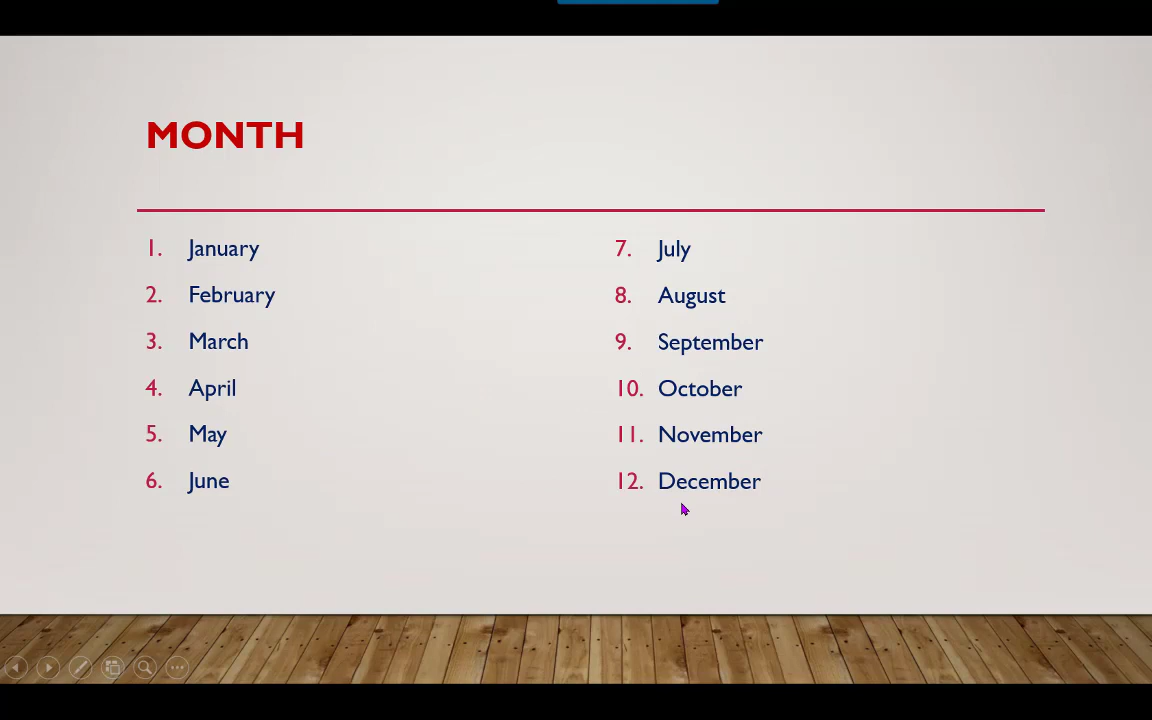 MONTH
1. January
2. February
3. March
4. April
5. May
6. June
7. July
8. August
9. September
10. October
11. November
12. December